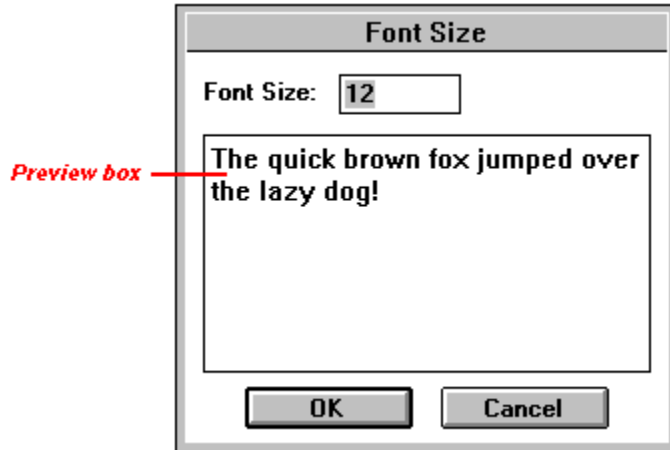 Font Size
Font Size: 12
Preview box
The quick brown fox jumped over
the lazy dog!
OK Cancel